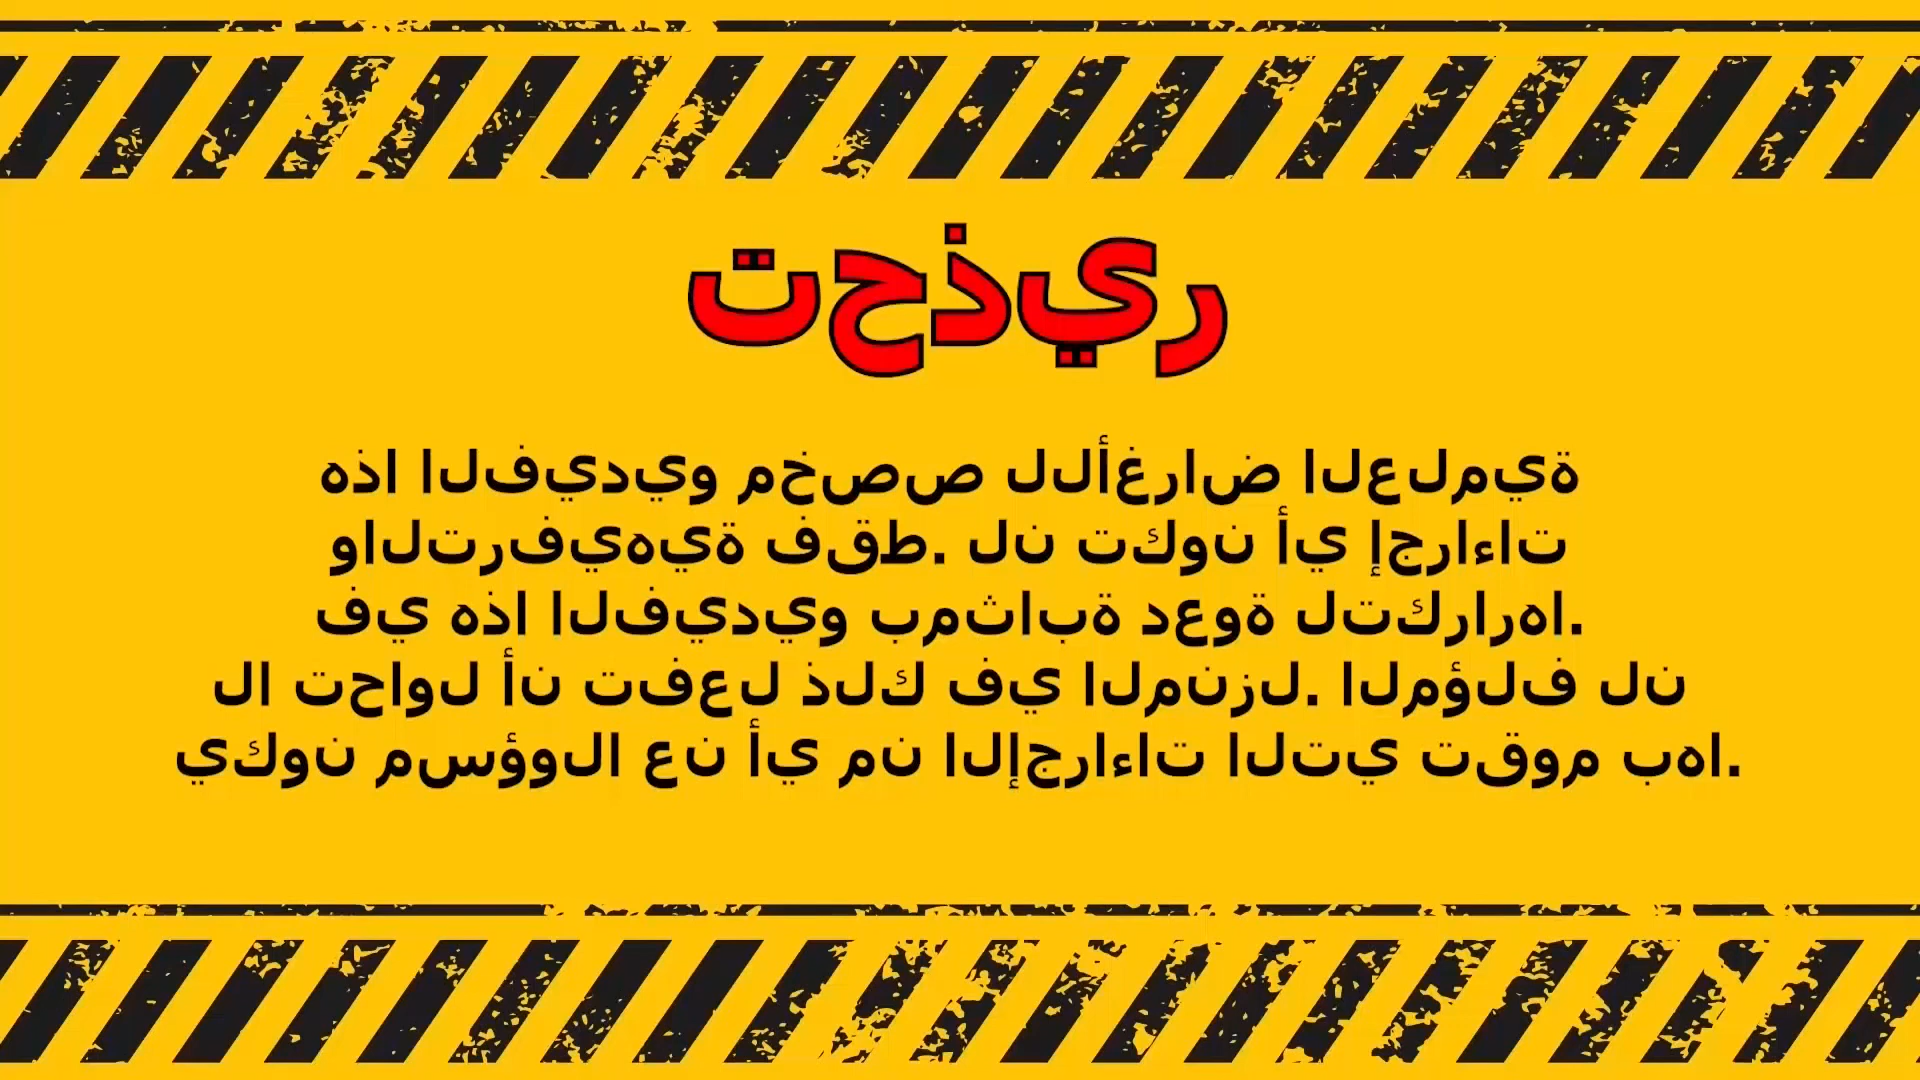 تحذير
هذا الفيديو مخصص للأغراض العلمية
والترفيهية فقط. لن تكون أي إجراءات
في هذا الفيديو بمثابة دعوة لتكرارها.
لا تحاول أن تفعل ذلك في المنزل. المؤلف لن
يكون مسؤولا عن أي من الإجراءات التي تقوم بها.